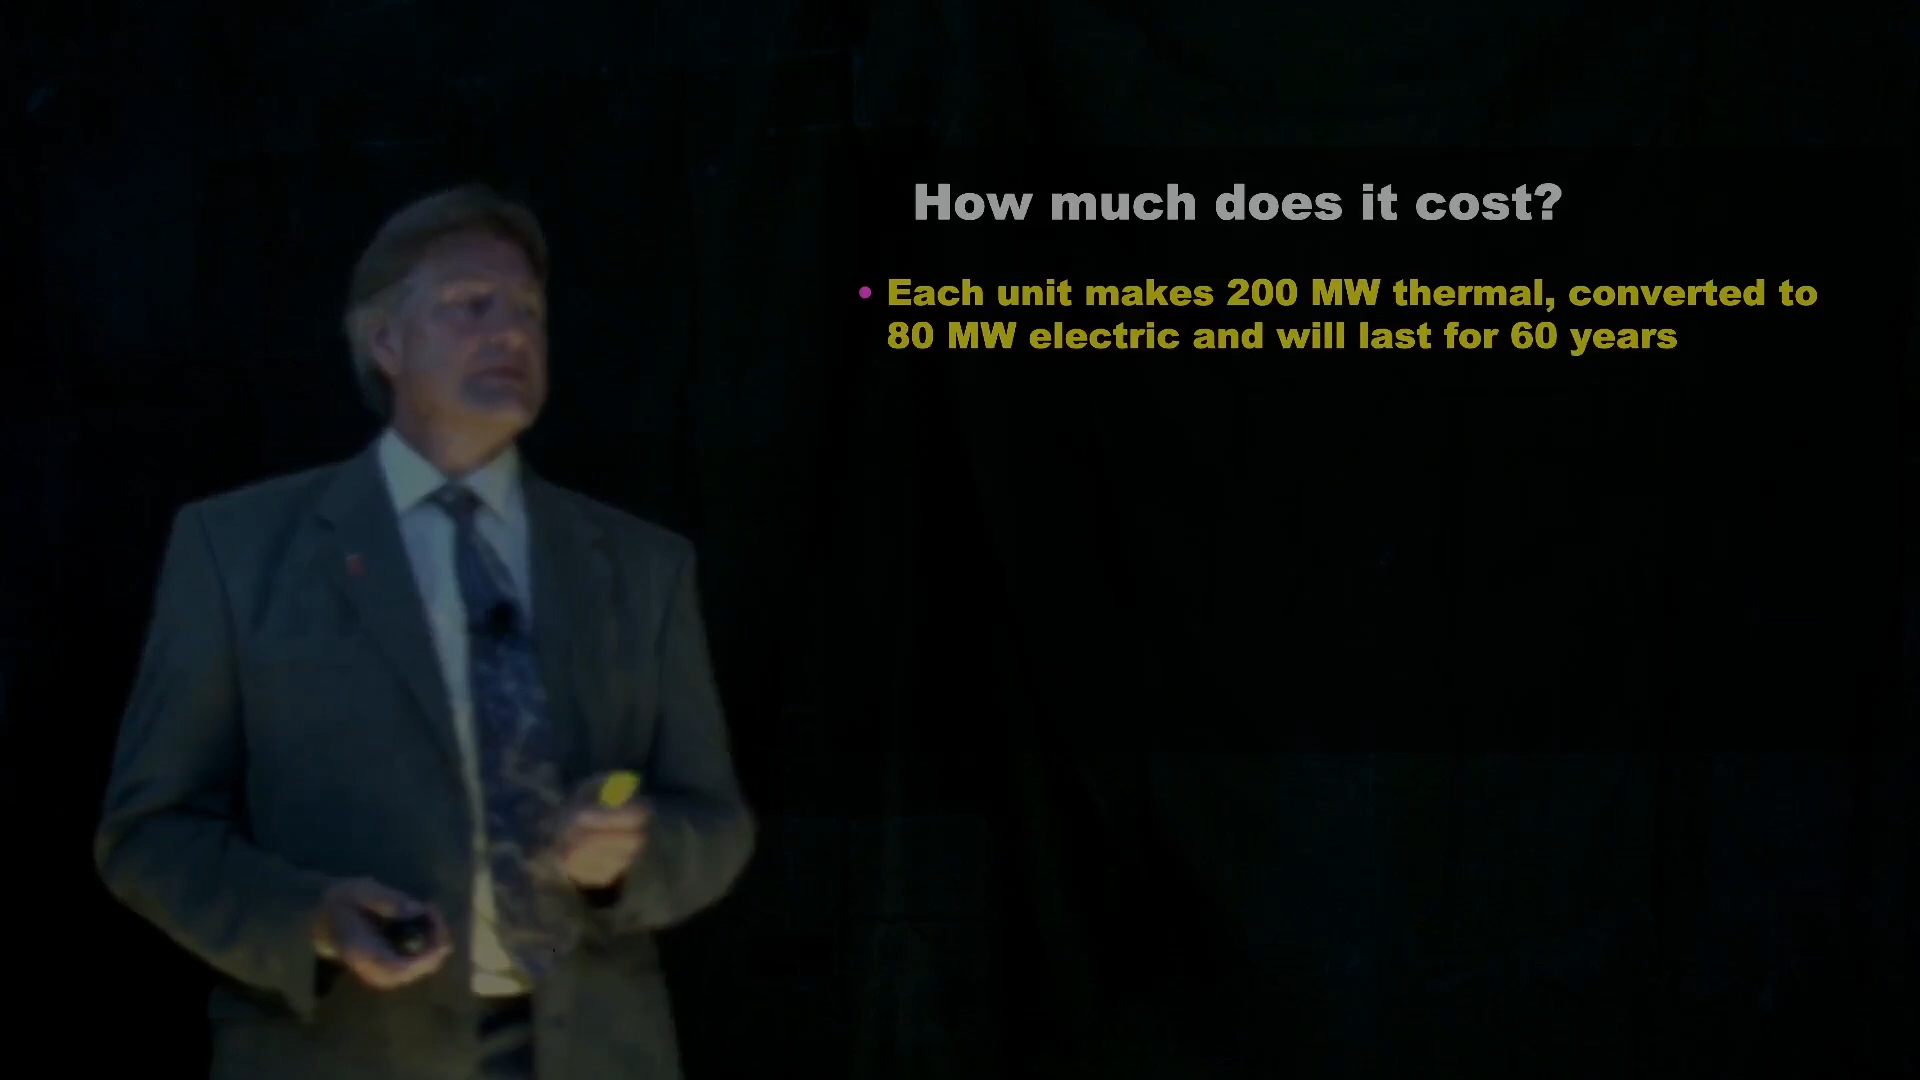 How much does it cost?
• Each unit makes 200 MW thermal, converted to
80 MW electric and will last for 60 years